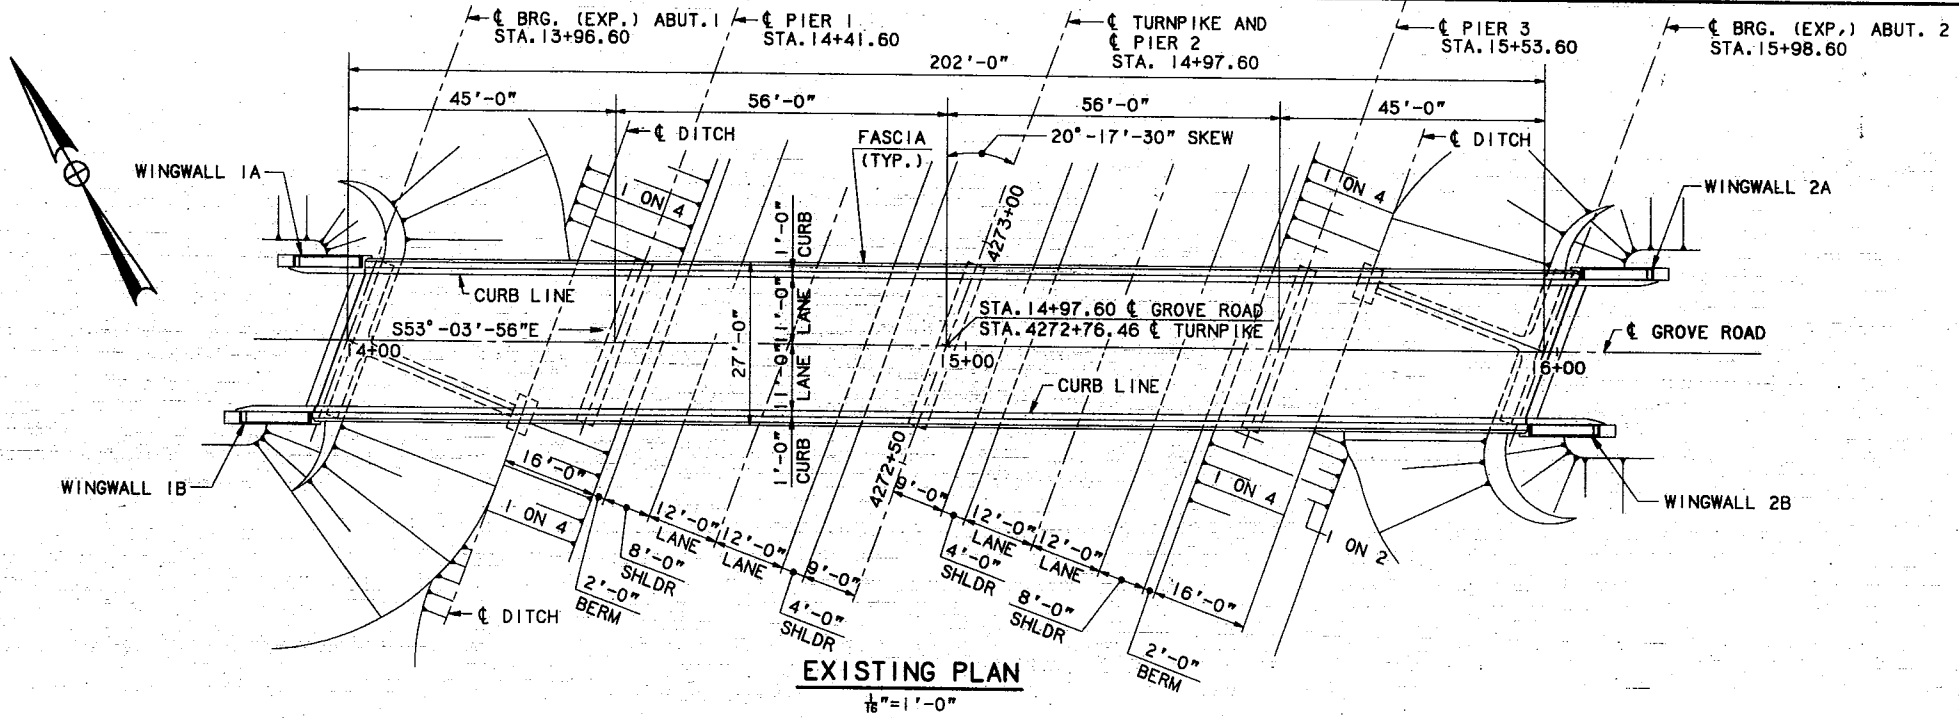 ℄ BRG. (EXP.) ABUT. 1
STA. 13+96.60
℄ PIER 1
STA. 14+41.60
℄ TURNPIKE AND
℄ PIER 2
STA. 14+97.60
℄ PIER 3
STA. 15+53.60
℄ BRG. (EXP.) ABUT. 2
STA. 15+98.60
202'-0"
45'-0"
56'-0"
56'-0"
45'-0"
℄ DITCH
FASCIA
(TYP.)
20°-17'-30" SKEW
℄ DITCH
WINGWALL 1A
1 ON 4
1'-0"
CURB
4273+00
1 ON 4
WINGWALL 2A
CURB LINE
S53°-03'-56"E
14+00
27'-0"
11'-0"
LANE
11'-0"
LANE
STA. 14+97.60 ℄ GROVE ROAD
STA. 4272+76.46 ℄ TURNPIKE
15+00
℄ GROVE ROAD
16+00
CURB LINE
1'-0"
CURB
4272+50
WINGWALL 1B
16'-0"
1 ON 4
12'-0"
LANE
12'-0"
LANE
9'-0"
8'-0"
SHLDR
2'-0"
BERM
4'-0"
SHLDR
℄ DITCH
9'-0"
12'-0"
LANE
12'-0"
LANE
4'-0"
SHLDR
8'-0"
SHLDR
16'-0"
2'-0"
BERM
1 ON 4
1 ON 2
WINGWALL 2B
EXISTING PLAN
1/16"=1'-0"